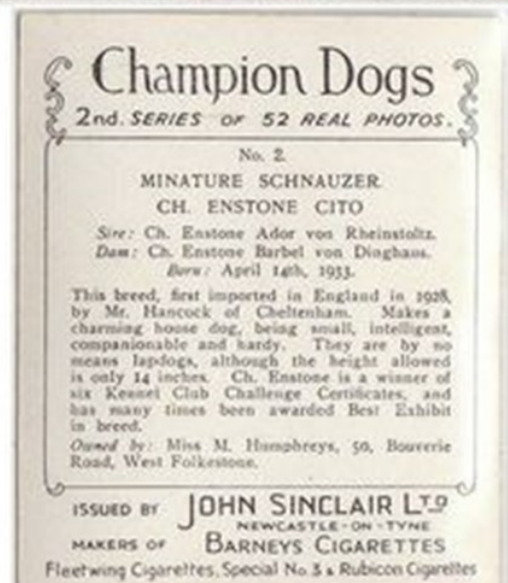 Champion Dogs
2nd. SERIES OF 52 REAL PHOTOS.
No. 2.
MINATURE SCHNAUZER
CH. ENSTONE CITO
Sire: Ch. Enstone Ador von Rheinstoltz.
Dam: Ch. Enstone Barbel von Dinghaus.
Born: April 14th, 1933.
This breed, first imported in England in 1928,
by Mr. Hancock of Cheltenham. Makes a
charming house dog, being small, intelligent,
companionable and hardy. They are by no
means lapdogs, although the height allowed
is only 14 inches. Ch. Enstone is a winner of
six Kennel Club Challenge Certificates, and
has many times been awarded Best Exhibit
in breed.
Owned by: Miss M. Humphreys, 50, Bouverie
Road, West Folkestone.
ISSUED BY JOHN SINCLAIR LTD
NEWCASTLE-ON-TYNE
MAKERS OF BARNEYS CIGARETTES
Fleetwing Cigarettes, Special No. 3 & Rubicon Cigarettes